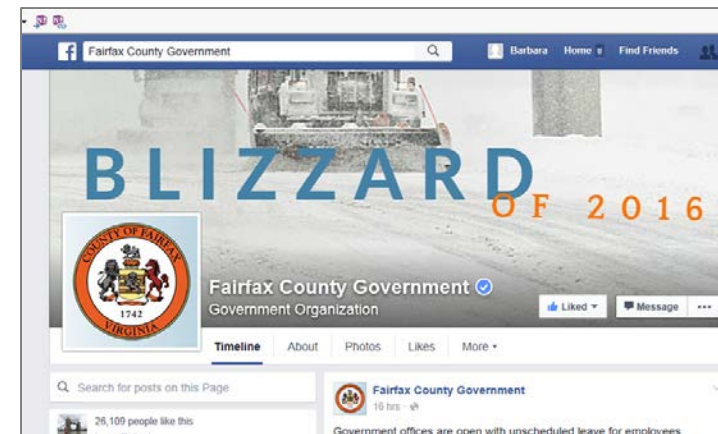 Fairfax County Government
Barbara Home Find Friends
BLIZZARD
OF 2016
COUNTY OF FAIRFAX
1742
VIRGINIA
Fairfax County Government
Government Organization
Liked Message
Timeline About Photos Likes More
Search for posts on this Page
Fairfax County Government
16 hrs
26,109 people like this
Government offices are open with unscheduled leave for employees